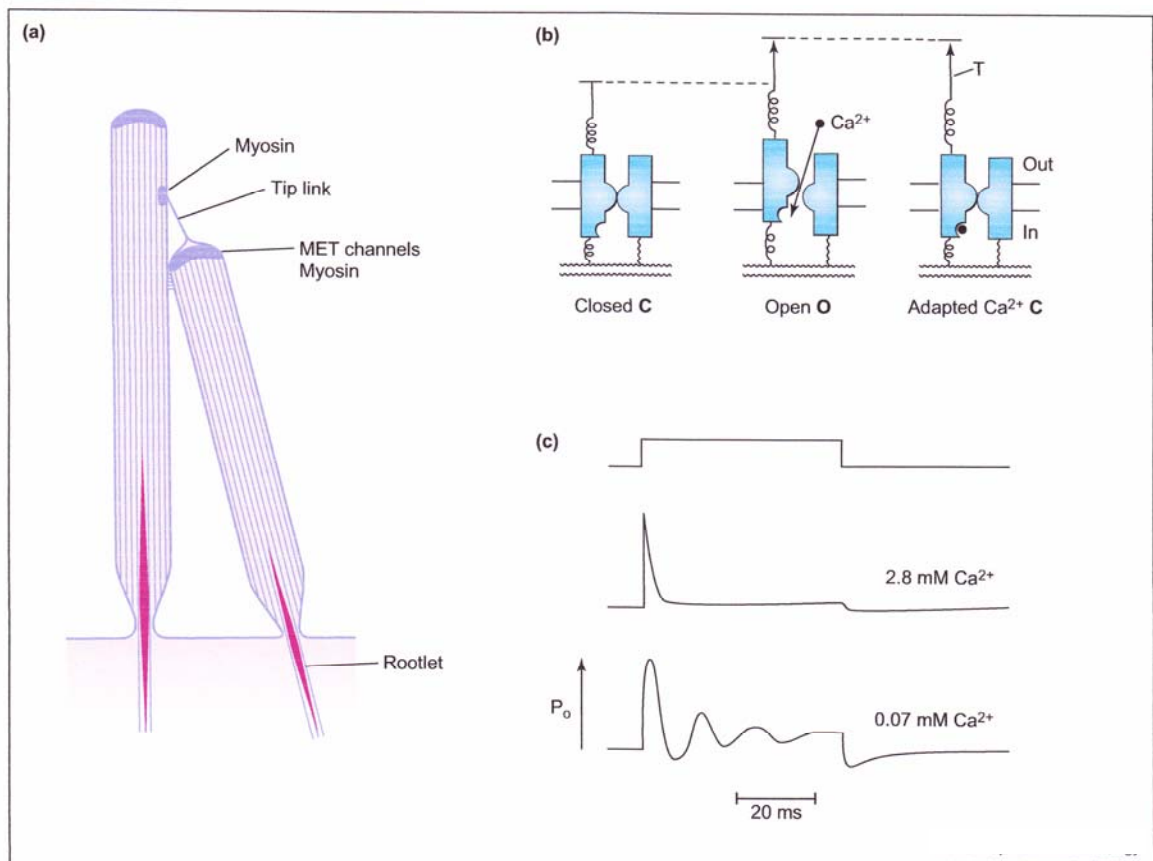 (a)
Myosin
Tip link
MET channels
Myosin
Rootlet
(b)
T
Ca²⁺
Out
In
Closed C
Open O
Adapted Ca²⁺ C
(c)
2.8 mM Ca²⁺
Pₒ
0.07 mM Ca²⁺
20 ms